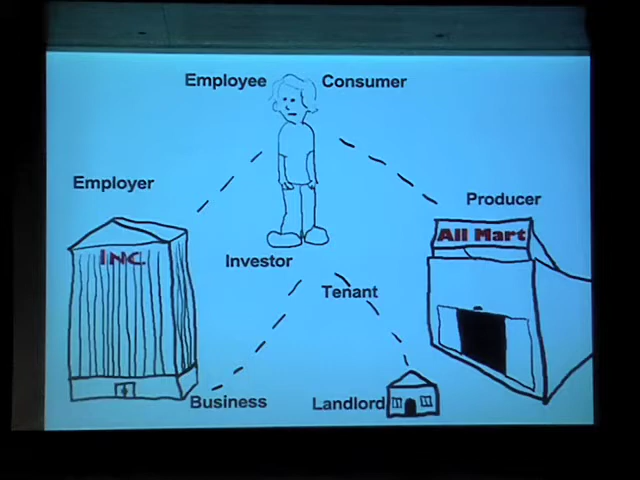 Employee
Consumer
Employer
Producer
All Mart
INC.
Investor
Tenant
Business
Landlord